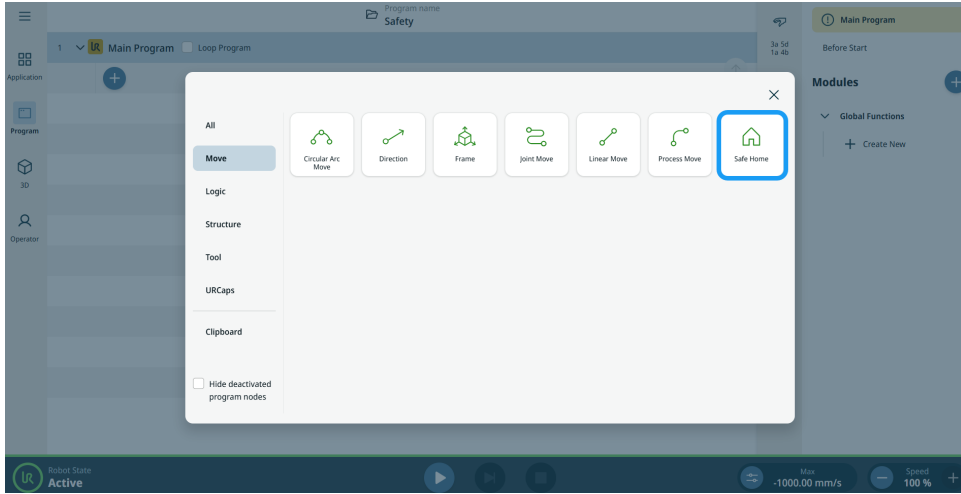 Program name
Safety
Main Program
3a 5d
1a 4b
1
UR
Main Program
Loop Program
Before Start
Application
Modules
All
Global Functions
Program
Move
Circular Arc
Move
Direction
Frame
Joint Move
Linear Move
Process Move
Safe Home
Create New
Logic
3D
Structure
Operator
Tool
URCaps
Clipboard
Hide deactivated
program nodes
UR
Robot State
Active
Max
-1000.00 mm/s
Speed
100 %